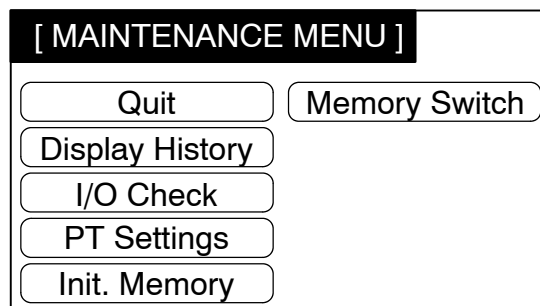 [ MAINTENANCE MENU ]
Quit
Memory Switch
Display History
I/O Check
PT Settings
Init. Memory